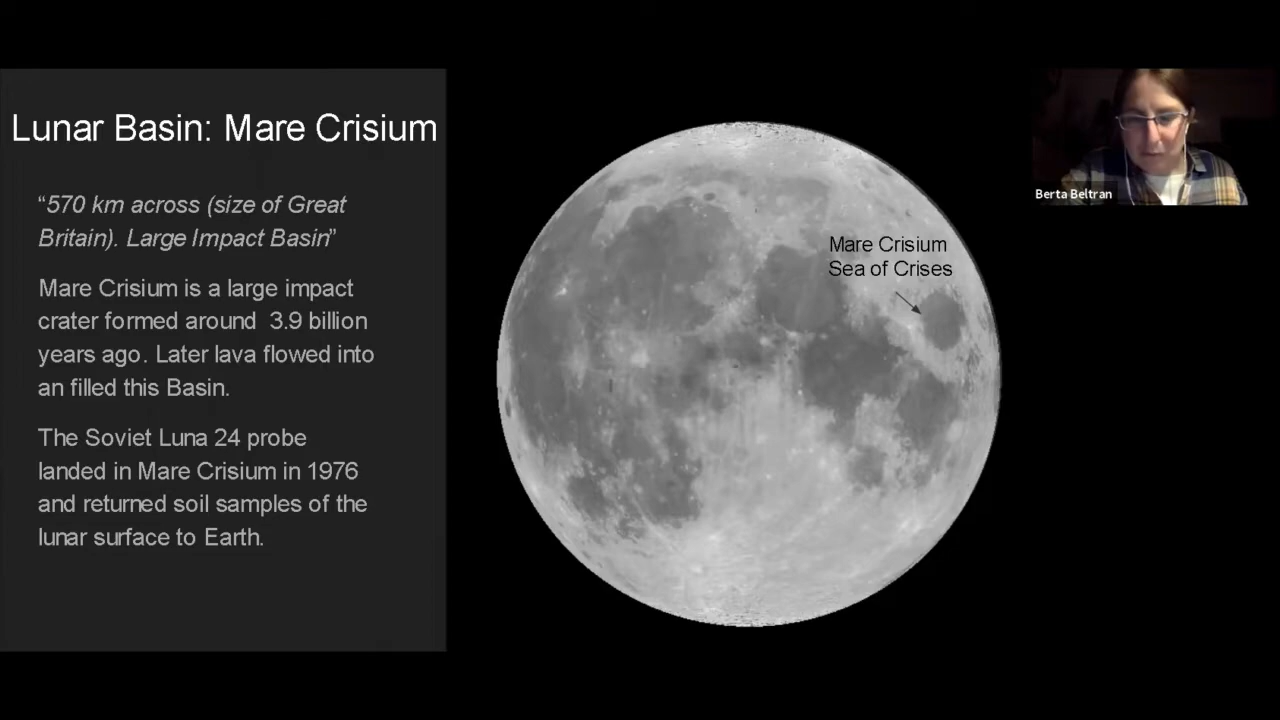 Lunar Basin: Mare Crisium
“570 km across (size of Great
Britain). Large Impact Basin”
Mare Crisium is a large impact
crater formed around  3.9 billion
years ago. Later lava flowed into
an filled this Basin.
The Soviet Luna 24 probe
landed in Mare Crisium in 1976
and returned soil samples of the
lunar surface to Earth.
Mare Crisium
Sea of Crises
Berta Beltran